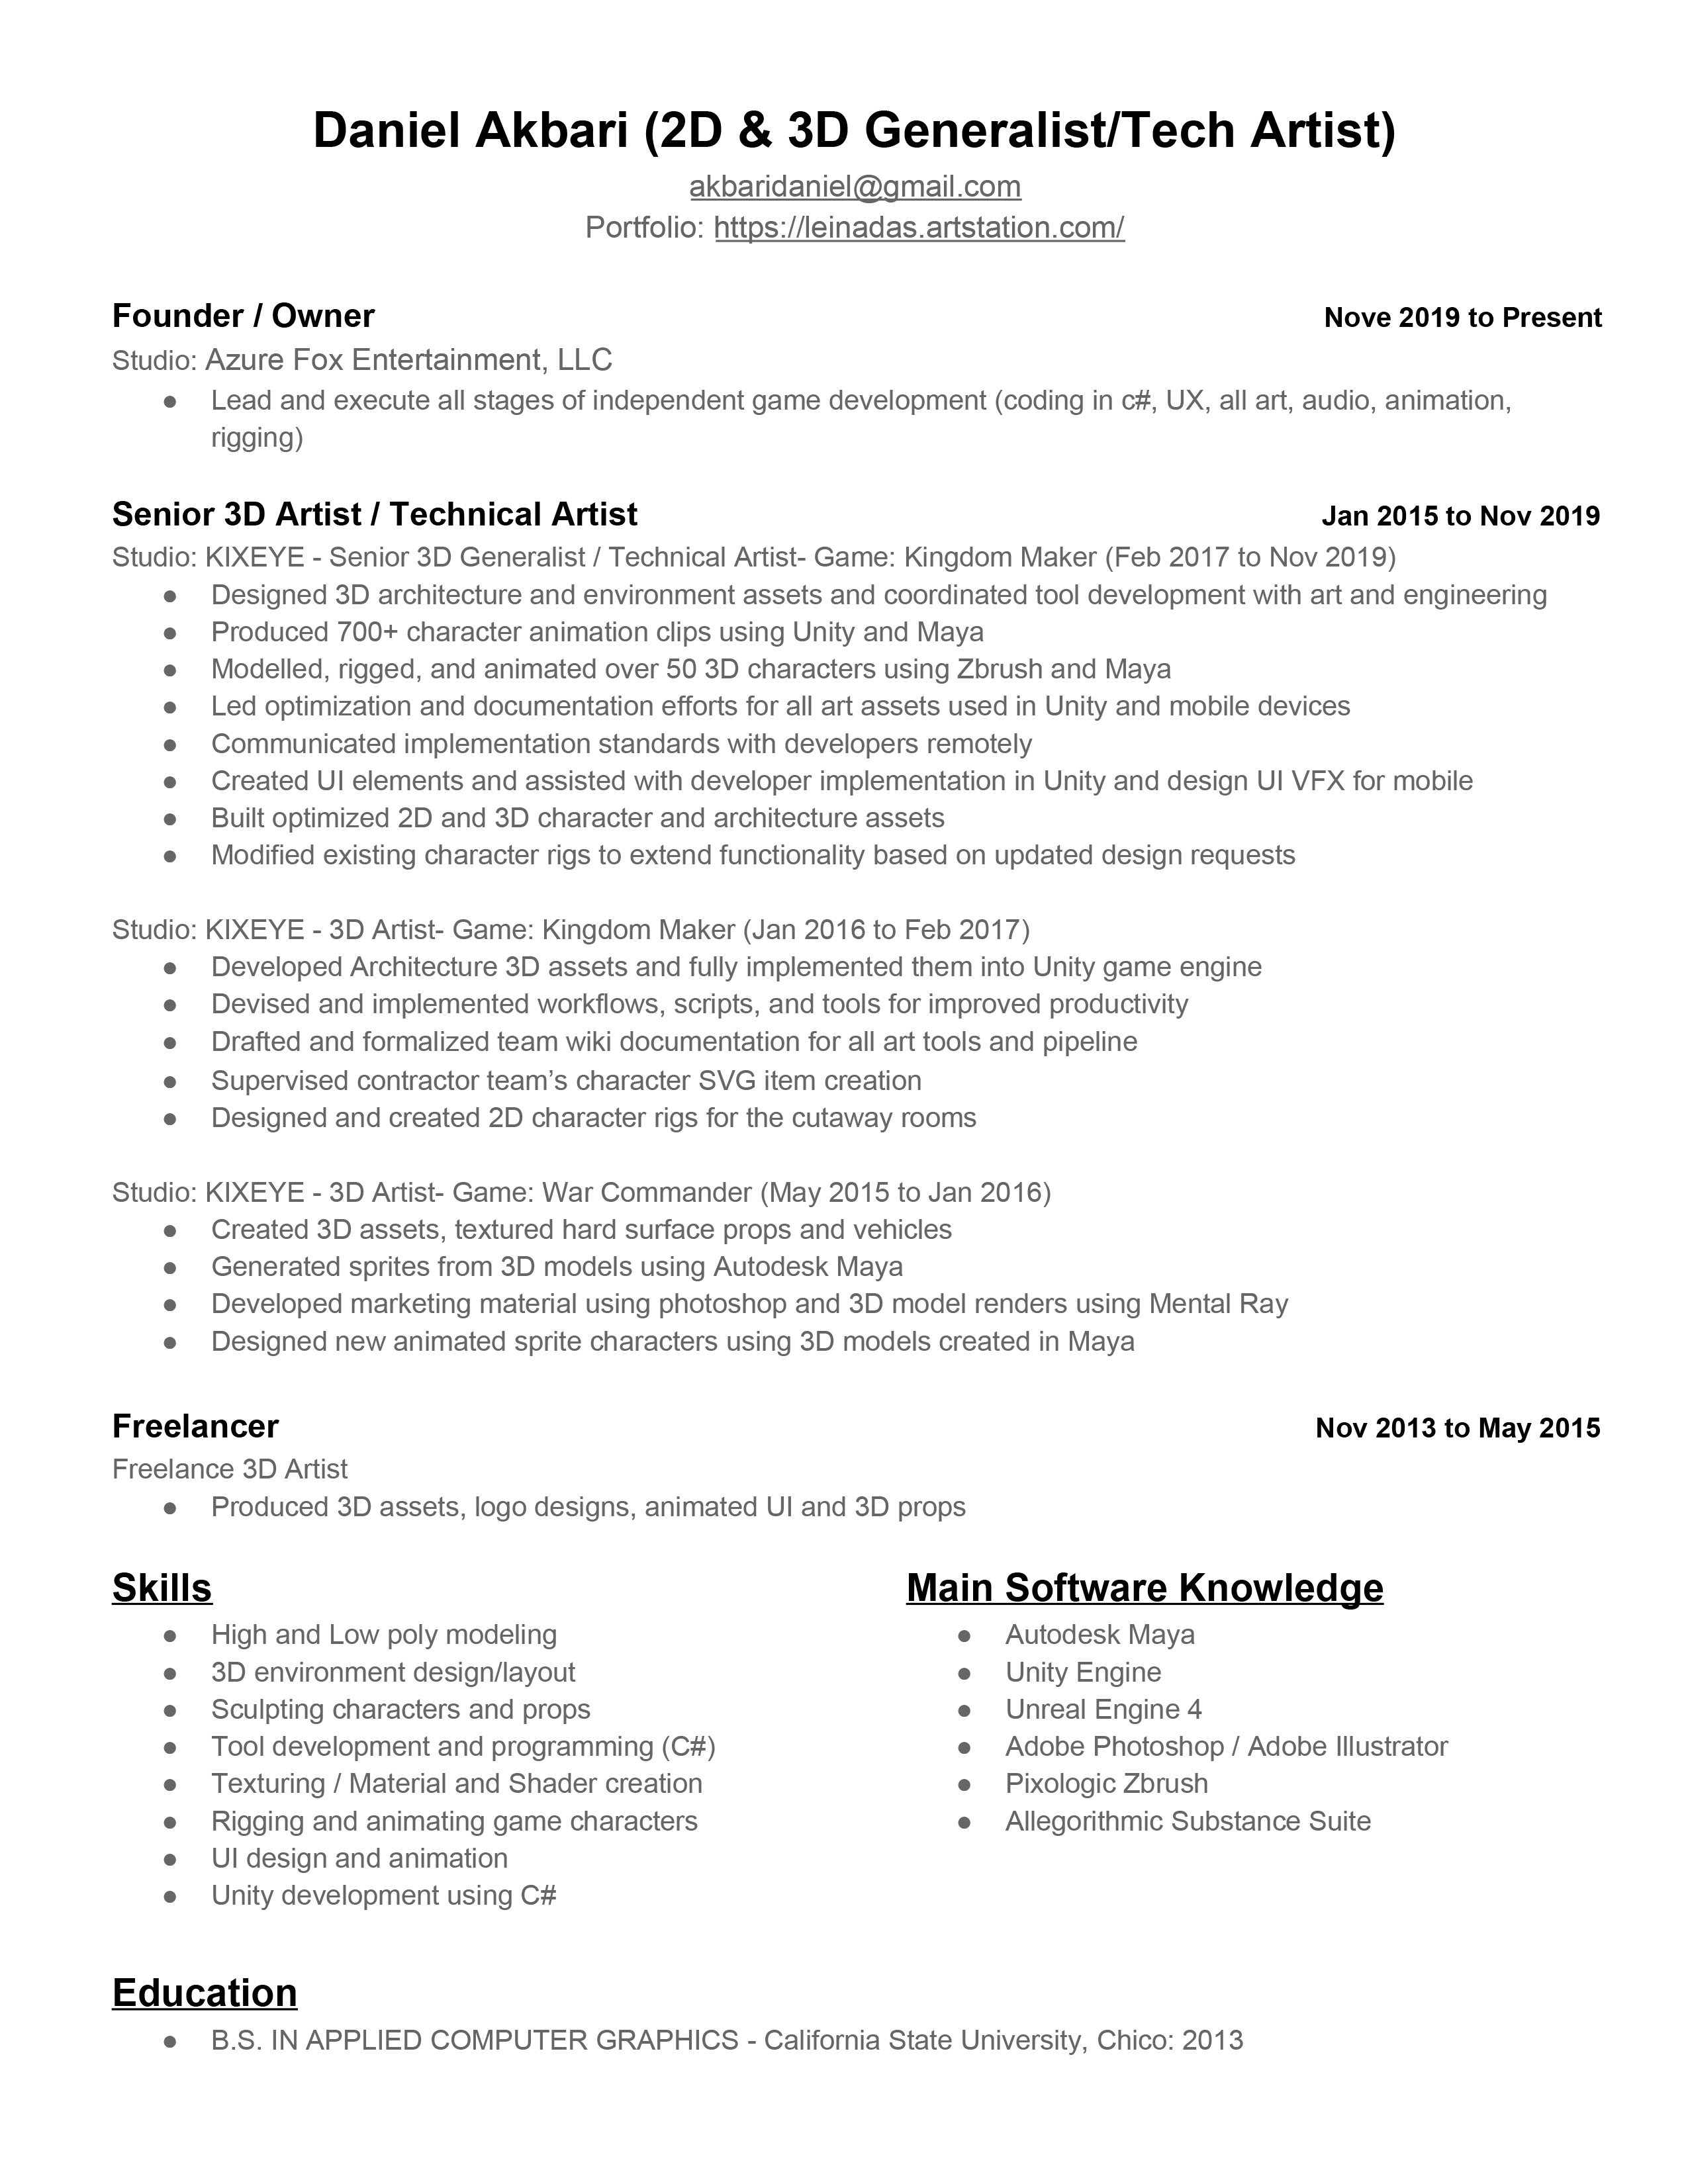 Daniel Akbari (2D & 3D Generalist/Tech Artist)
akbaridaniel@gmail.com
Portfolio: https://leinadas.artstation.com/
Founder / Owner Nove 2019 to Present
Studio: Azure Fox Entertainment, LLC
● Lead and execute all stages of independent game development (coding in c#, UX, all art, audio, animation,
rigging)
Senior 3D Artist / Technical Artist Jan 2015 to Nov 2019
Studio: KIXEYE - Senior 3D Generalist / Technical Artist- Game: Kingdom Maker (Feb 2017 to Nov 2019)
● Designed 3D architecture and environment assets and coordinated tool development with art and engineering
● Produced 700+ character animation clips using Unity and Maya
● Modelled, rigged, and animated over 50 3D characters using Zbrush and Maya
● Led optimization and documentation efforts for all art assets used in Unity and mobile devices
● Communicated implementation standards with developers remotely
● Created UI elements and assisted with developer implementation in Unity and design UI VFX for mobile
● Built optimized 2D and 3D character and architecture assets
● Modified existing character rigs to extend functionality based on updated design requests
Studio: KIXEYE - 3D Artist- Game: Kingdom Maker (Jan 2016 to Feb 2017)
● Developed Architecture 3D assets and fully implemented them into Unity game engine
● Devised and implemented workflows, scripts, and tools for improved productivity
● Drafted and formalized team wiki documentation for all art tools and pipeline
● Supervised contractor team’s character SVG item creation
● Designed and created 2D character rigs for the cutaway rooms
Studio: KIXEYE - 3D Artist- Game: War Commander (May 2015 to Jan 2016)
● Created 3D assets, textured hard surface props and vehicles
● Generated sprites from 3D models using Autodesk Maya
● Developed marketing material using photoshop and 3D model renders using Mental Ray
● Designed new animated sprite characters using 3D models created in Maya
Freelancer Nov 2013 to May 2015
Freelance 3D Artist
● Produced 3D assets, logo designs, animated UI and 3D props
Skills
● High and Low poly modeling
● 3D environment design/layout
● Sculpting characters and props
● Tool development and programming (C#)
● Texturing / Material and Shader creation
● Rigging and animating game characters
● UI design and animation
● Unity development using C#
Main Software Knowledge
● Autodesk Maya
● Unity Engine
● Unreal Engine 4
● Adobe Photoshop / Adobe Illustrator
● Pixologic Zbrush
● Allegorithmic Substance Suite
Education
● B.S. IN APPLIED COMPUTER GRAPHICS - California State University, Chico: 2013